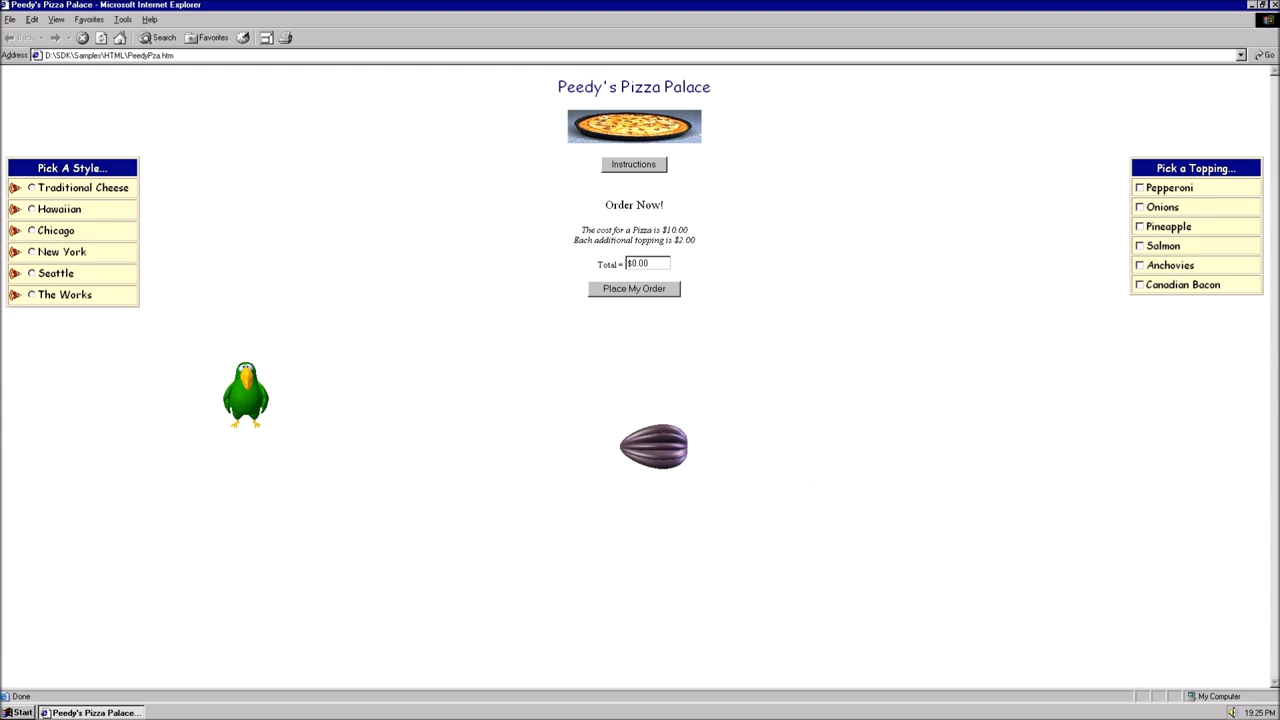 Peedy's Pizza Palace - Microsoft Internet Explorer
File Edit View Favorites Tools Help
Back Search Favorites
Address D:\SDK\Samples\HTML\PeedyPza.htm Go
Peedy's Pizza Palace
Instructions
Order Now!
The cost for a Pizza is $10.00
Each additional topping is $2.00
Total = $0.00
Place My Order
Pick A Style...
Traditional Cheese
Hawaiian
Chicago
New York
Seattle
The Works
Pick a Topping...
Pepperoni
Onions
Pineapple
Salmon
Anchovies
Canadian Bacon
Done My Computer
Start Peedy's Pizza Palace... 19:25 PM